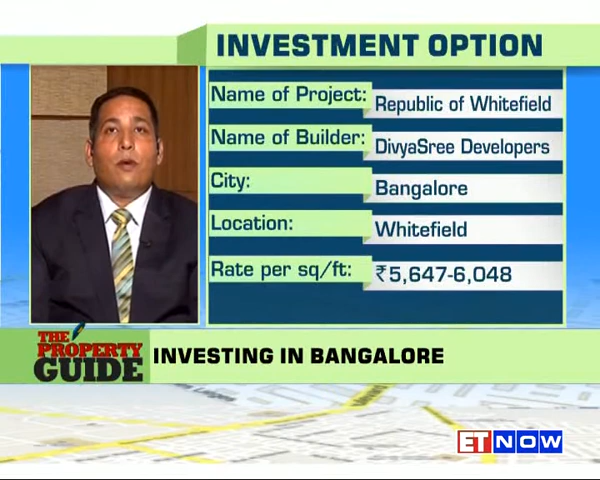 INVESTMENT OPTION
Name of Project: Republic of Whitefield
Name of Builder: DivyaSree Developers
City: Bangalore
Location: Whitefield
Rate per sq/ft: ₹5,647-6,048
THE
PROPERTY
GUIDE
INVESTING IN BANGALORE
ET NOW